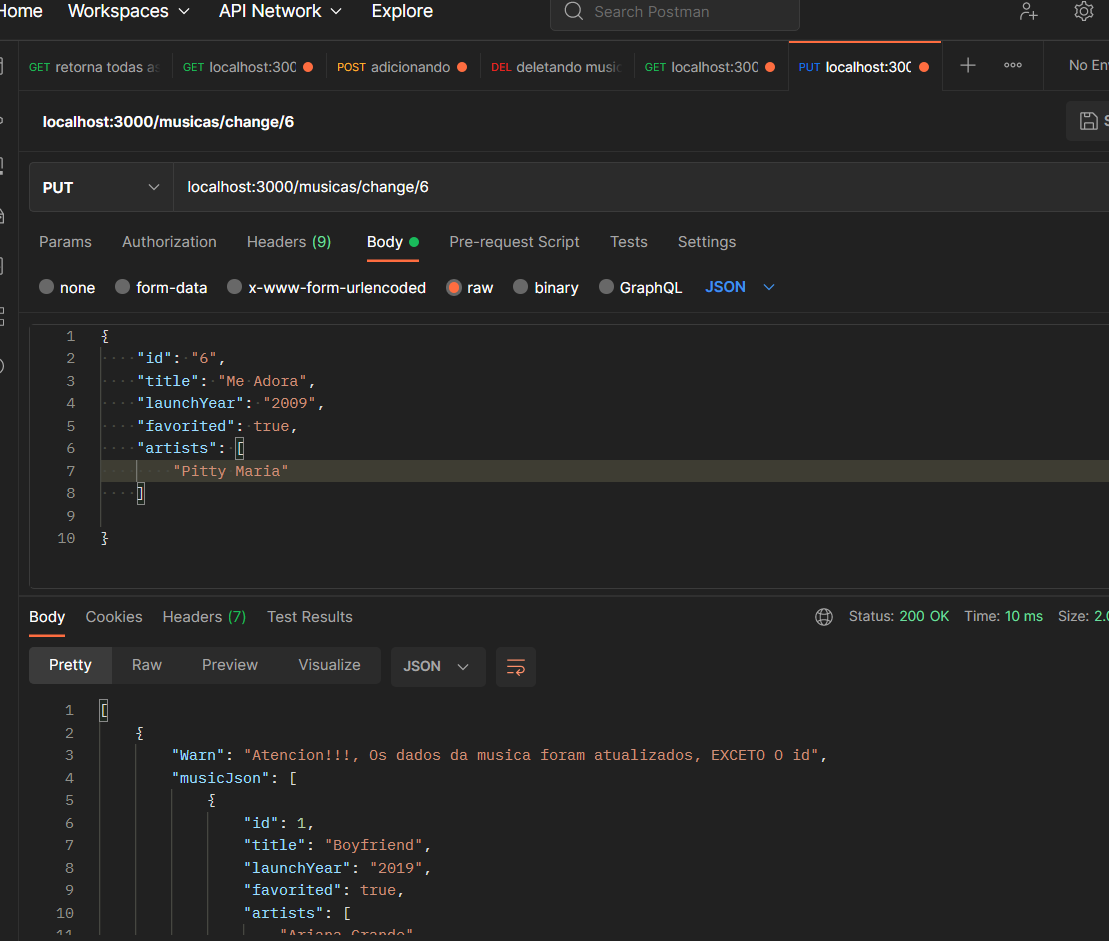 Home Workspaces API Network Explore Search Postman
GET retorna todas as GET localhost:300 POST adicionando DEL deletando music GET localhost:300 PUT localhost:300 No En
localhost:3000/musicas/change/6
PUT localhost:3000/musicas/change/6
Params Authorization Headers (9) Body Pre-request Script Tests Settings
none form-data x-www-form-urlencoded raw binary GraphQL JSON
1 {
2 "id": "6",
3 "title": "Me Adora",
4 "launchYear": "2009",
5 "favorited": true,
6 "artists": [
7 "Pitty Maria"
8 ]
9
10 }
Body Cookies Headers (7) Test Results Status: 200 OK Time: 10 ms Size: 2.0
Pretty Raw Preview Visualize JSON
1 [
2 {
3 "Warn": "Atencion!!!, Os dados da musica foram atualizados, EXCETO O id",
4 "musicJson": [
5 {
6 "id": 1,
7 "title": "Boyfriend",
8 "launchYear": "2019",
9 "favorited": true,
10 "artists": [
11 "Ariana Grande"